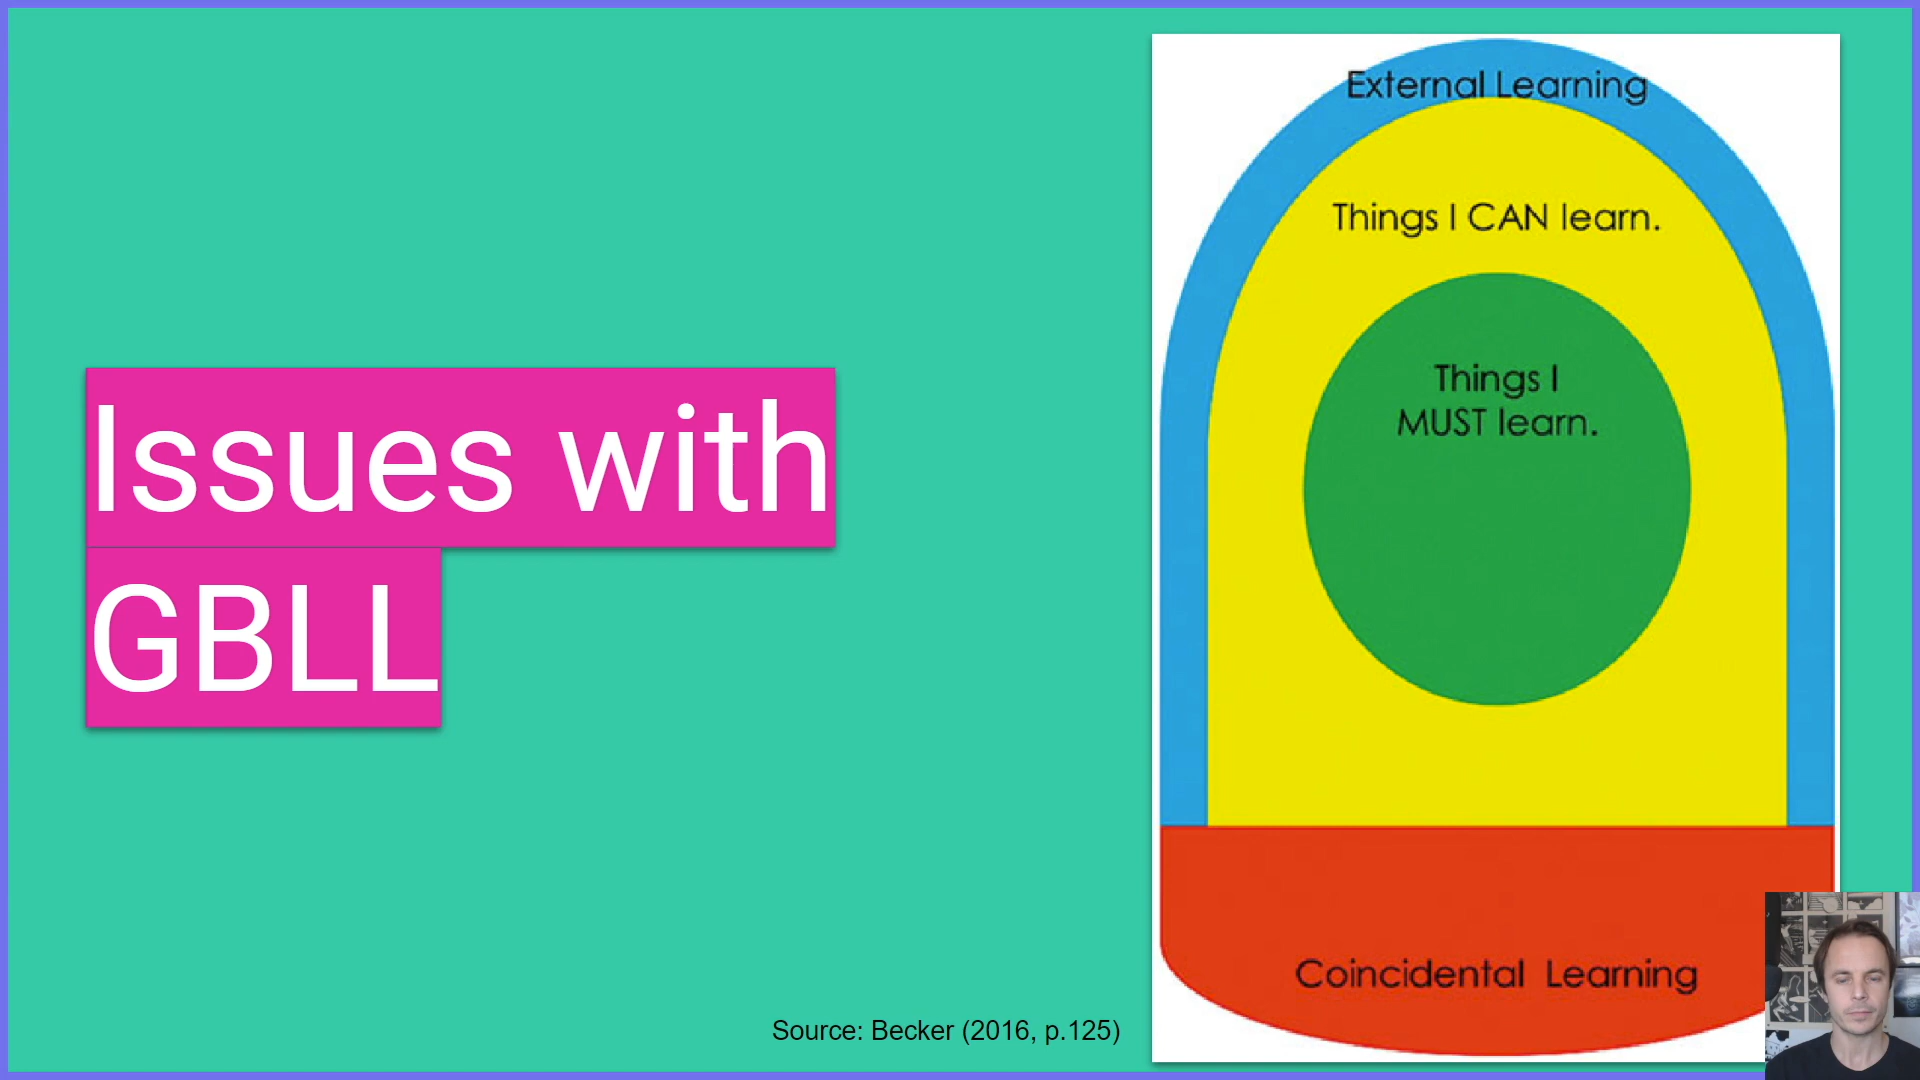 Issues with
GBLL
External Learning
Things I CAN learn.
Things I
MUST learn.
Coincidental Learning
Source: Becker (2016, p.125)